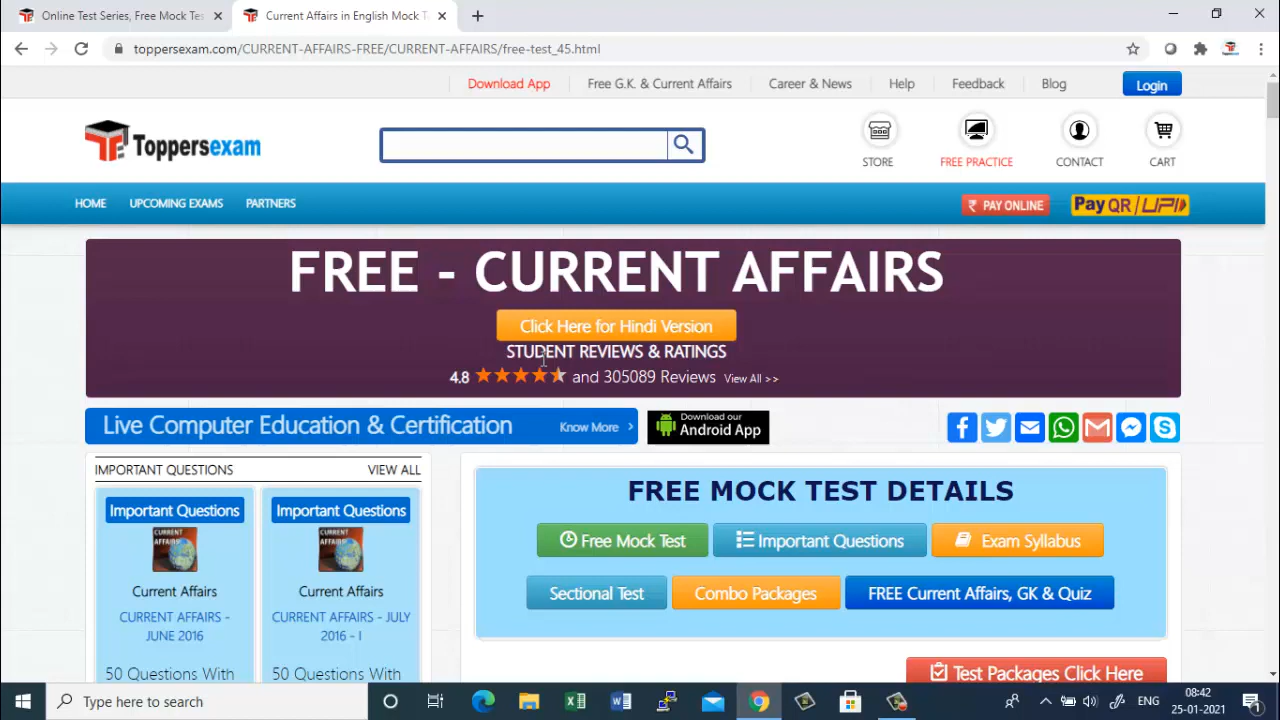 Online Test Series, Free Mock Tes
Current Affairs in English Mock T
toppersexam.com/CURRENT-AFFAIRS-FREE/CURRENT-AFFAIRS/free-test_45.html
Download App
Free G.K. & Current Affairs
Career & News
Help
Feedback
Blog
Login
Toppersexam
STORE
FREE PRACTICE
CONTACT
CART
HOME
UPCOMING EXAMS
PARTNERS
₹ PAY ONLINE
Pay QR/UPI
FREE - CURRENT AFFAIRS
Click Here for Hindi Version
STUDENT REVIEWS & RATINGS
4.8 and 305089 Reviews View All >>
Live Computer Education & Certification
Know More
Download our
Android App
IMPORTANT QUESTIONS
VIEW ALL
Important Questions
CURRENT
AFFAIRS
Current Affairs
CURRENT AFFAIRS -
JUNE 2016
50 Questions With
Important Questions
CURRENT
AFFAIRS
Current Affairs
CURRENT AFFAIRS - JULY
2016 - I
50 Questions With
FREE MOCK TEST DETAILS
Free Mock Test
Important Questions
Exam Syllabus
Sectional Test
Combo Packages
FREE Current Affairs, GK & Quiz
Test Packages Click Here
Type here to search
ENG
08:42
25-01-2021
1